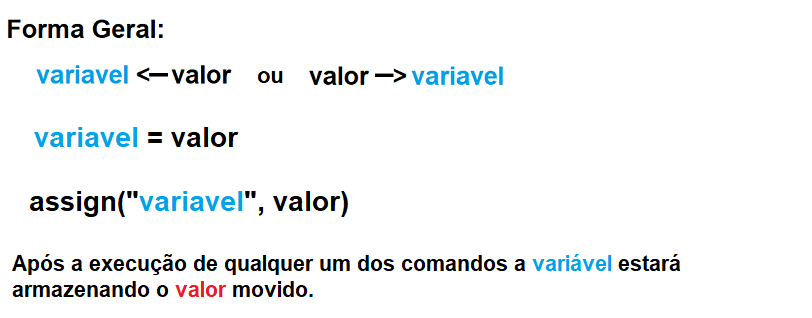 Forma Geral:
variavel <– valor ou valor –> variavel
variavel = valor
assign("variavel", valor)
Após a execução de qualquer um dos comandos a variável estará
armazenando o valor movido.